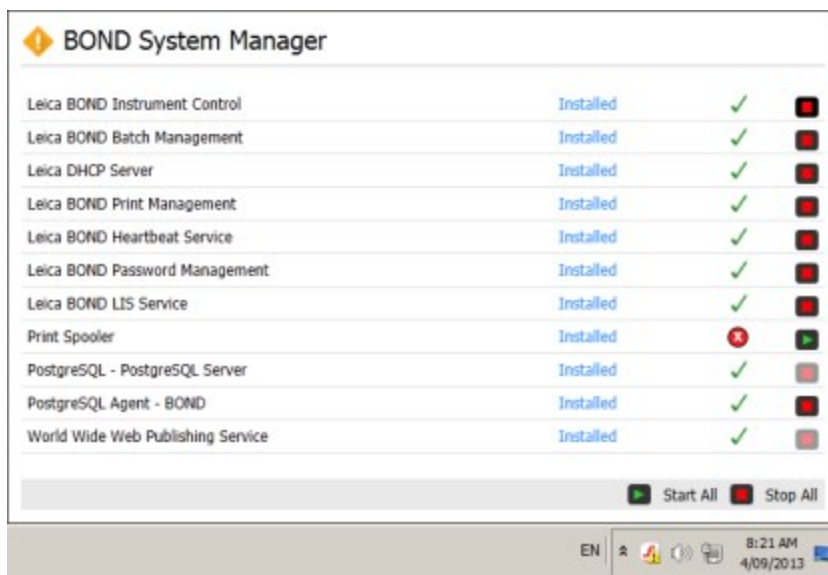 BOND System Manager
Leica BOND Instrument Control Installed
Leica BOND Batch Management Installed
Leica DHCP Server Installed
Leica BOND Print Management Installed
Leica BOND Heartbeat Service Installed
Leica BOND Password Management Installed
Leica BOND LIS Service Installed
Print Spooler Installed
PostgreSQL - PostgreSQL Server Installed
PostgreSQL Agent - BOND Installed
World Wide Web Publishing Service Installed
Start All Stop All
EN 8:21 AM
4/09/2013